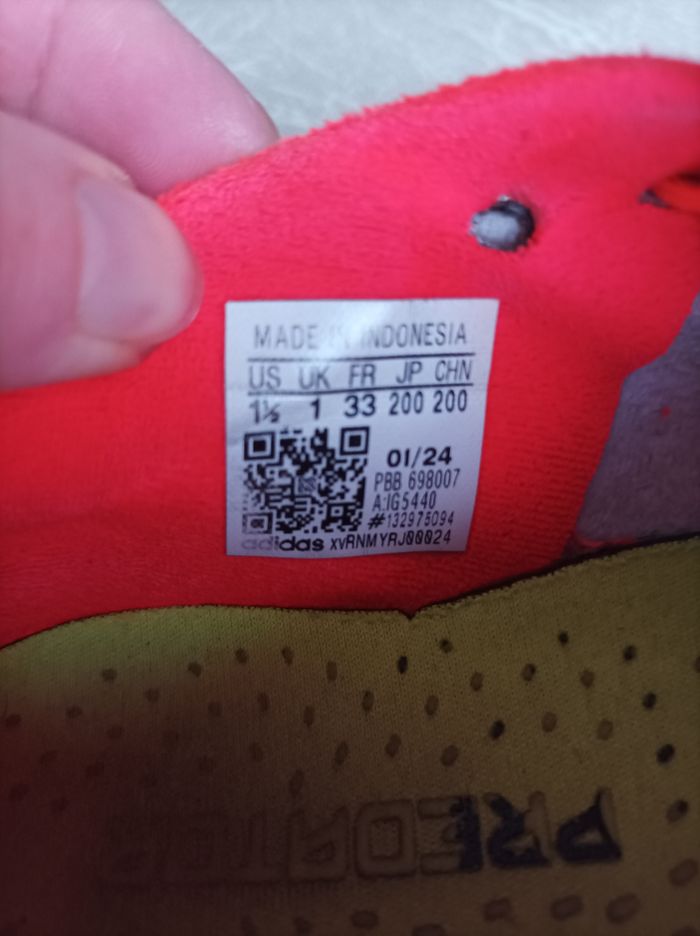 MADE IN INDONESIA
US UK FR JP CHN
1½ 1 33 200 200
01/24
PBB 698007
A:IG5440
#132975094
adidas XVRNMYRJ00024
PREDATOR